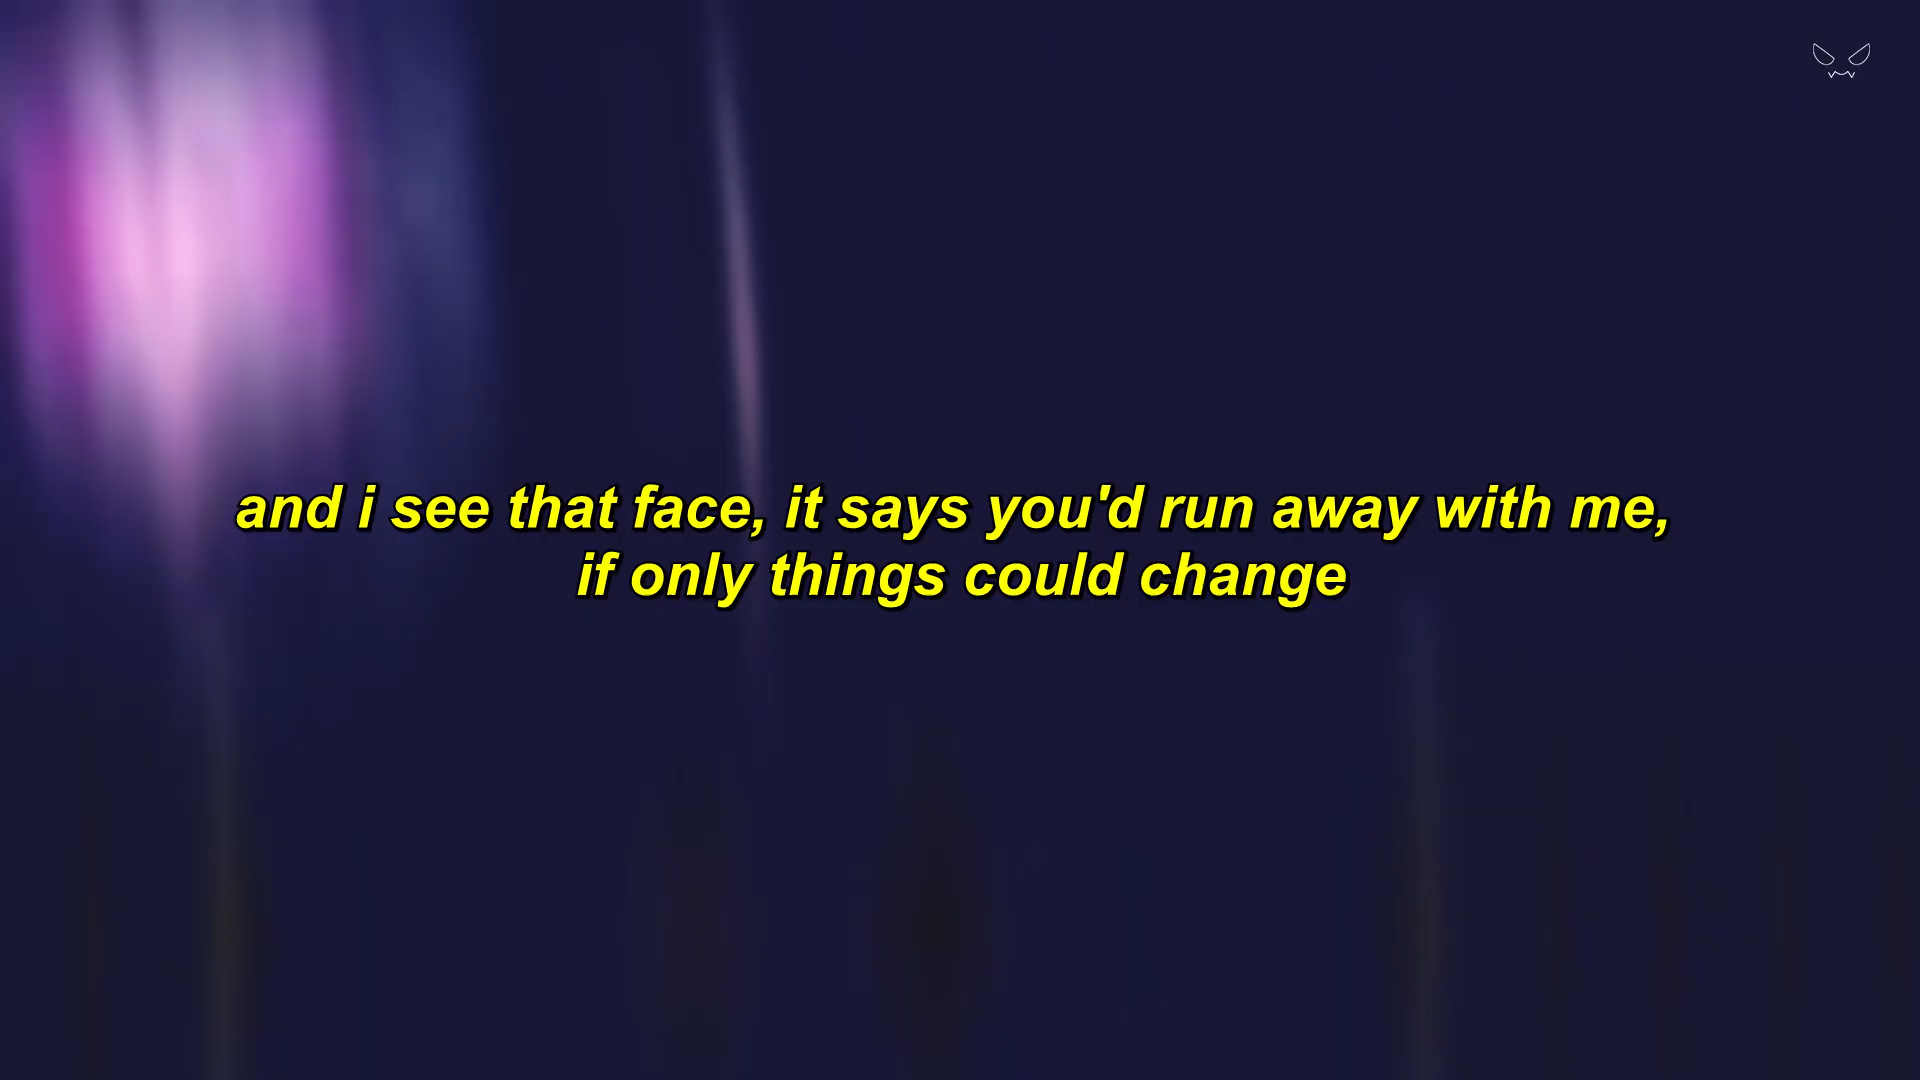 and i see that face, it says you'd run away with me,
if only things could change